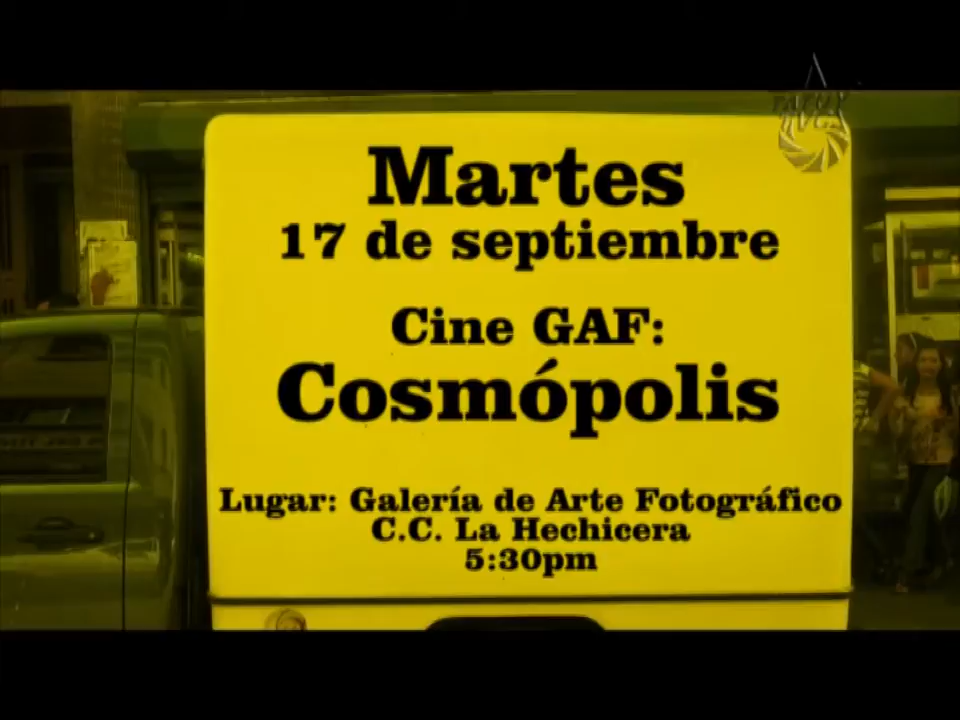 Martes
17 de septiembre
Cine GAF:
Cosmópolis
Lugar: Galería de Arte Fotográfico
C.C. La Hechicera
5:30pm